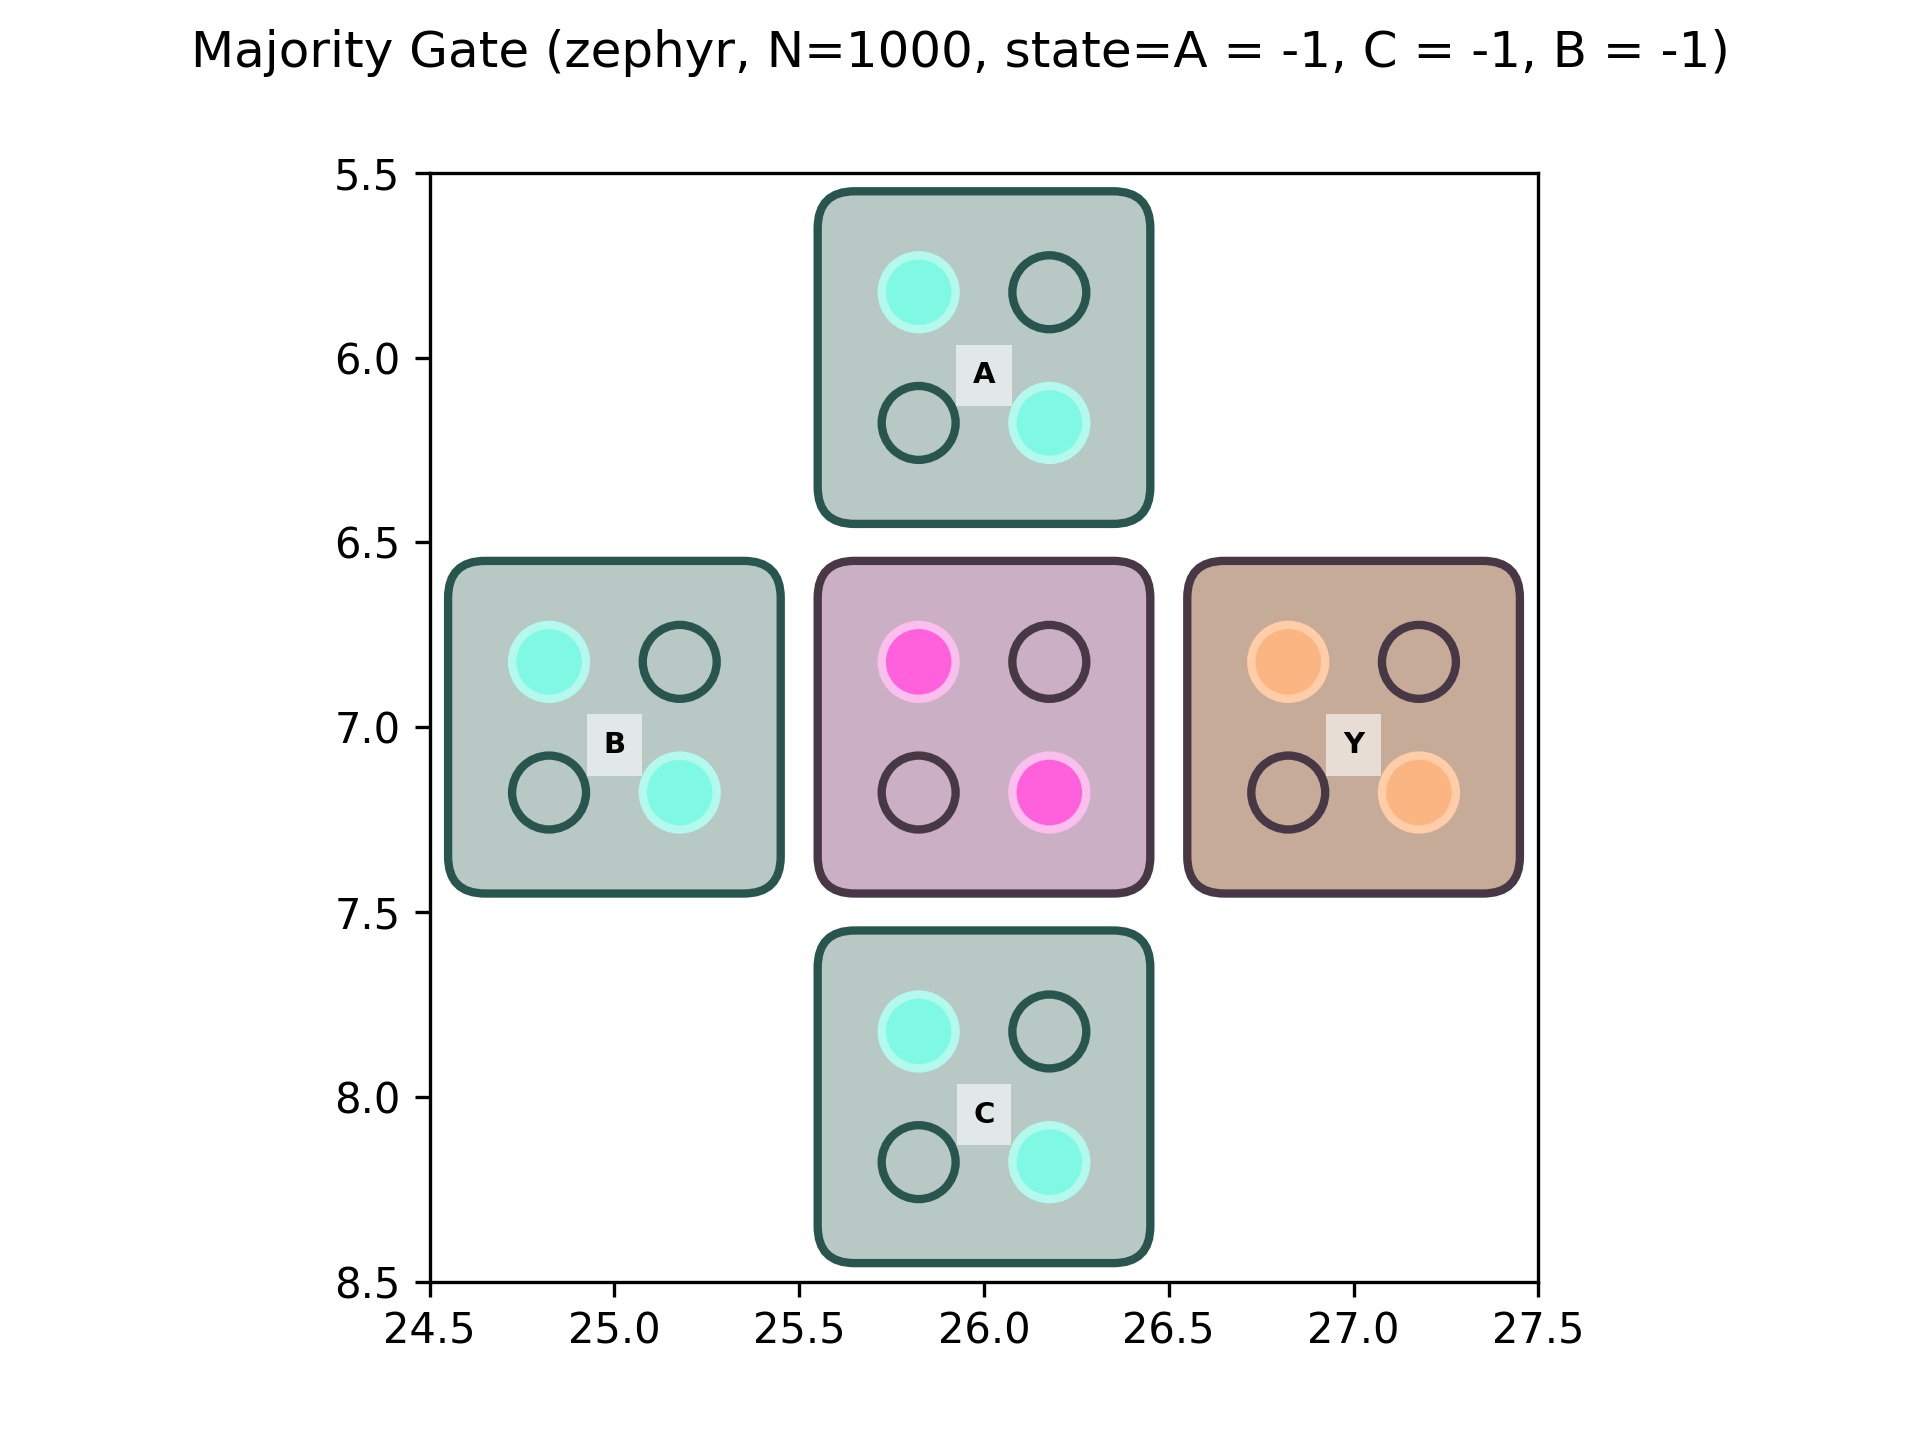 Majority Gate (zephyr, N=1000, state=A = -1, C = -1, B = -1)
5.5
A
6.0
6.5
B
Y
7.0
7.5
C
8.0
8.5
24.5 25.0 25.5 26.0 26.5 27.0 27.5